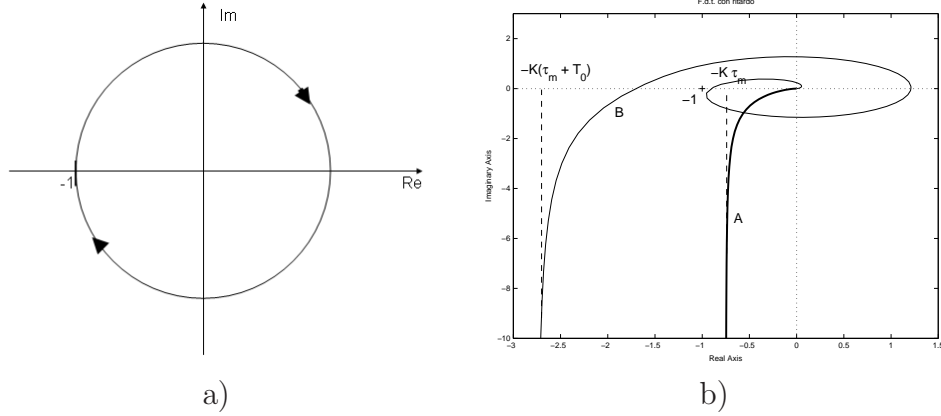 Im
-1
Re
a)
F.d.t. con ritardo
−K(τm + T0)
−K τm
−1
B
A
Imaginary Axis
2
0
−2
−4
−6
−8
−10
−3
−2.5
−2
−1.5
−1
−0.5
0
0.5
1
1.5
Real Axis
b)